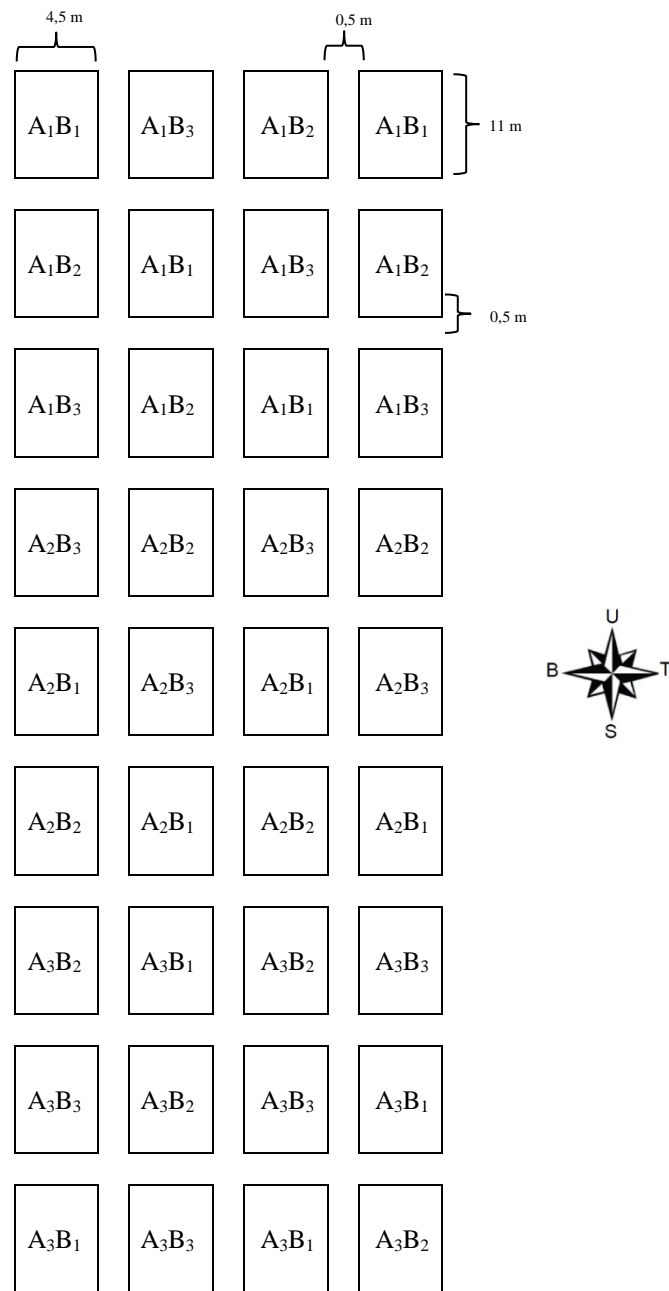 4,5 m 0,5 m
A₁B₁ A₁B₃ A₁B₂ A₁B₁ 11 m
A₁B₂ A₁B₁ A₁B₃ A₁B₂
0,5 m
A₁B₃ A₁B₂ A₁B₁ A₁B₃
A₂B₃ A₂B₂ A₂B₃ A₂B₂
U
A₂B₁ A₂B₃ A₂B₁ A₂B₃ B T
S
A₂B₂ A₂B₁ A₂B₂ A₂B₁
A₃B₂ A₃B₁ A₃B₂ A₃B₃
A₃B₃ A₃B₂ A₃B₃ A₃B₁
A₃B₁ A₃B₃ A₃B₁ A₃B₂